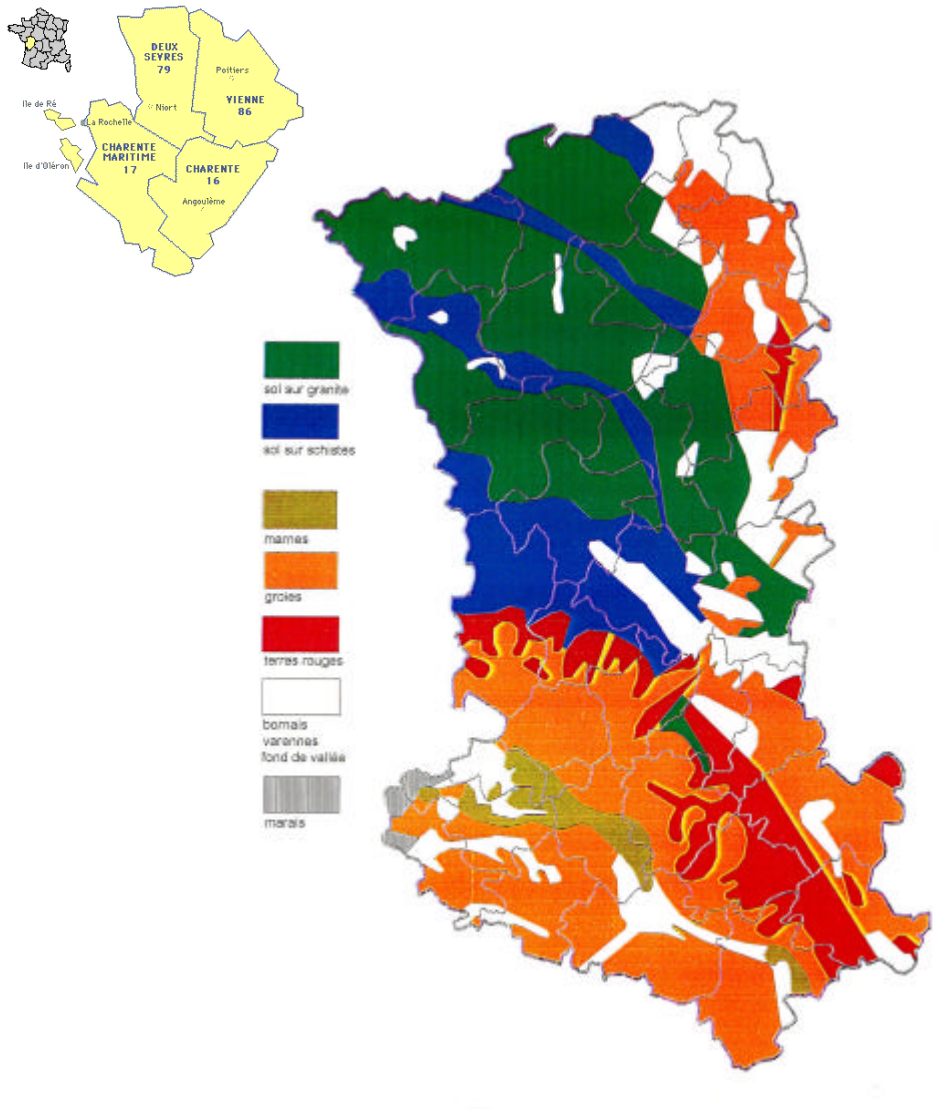 DEUX
SEVRES
79
Poitiers
VIENNE
86
Ile de Ré
Niort
La Rochelle
CHARENTE
MARITIME
17
Ile d'Oléron
CHARENTE
16
Angoulême
sol sur granite
sol sur schistes
marnes
groies
terres rouges
bornais
varennes
fond de vallée
marais